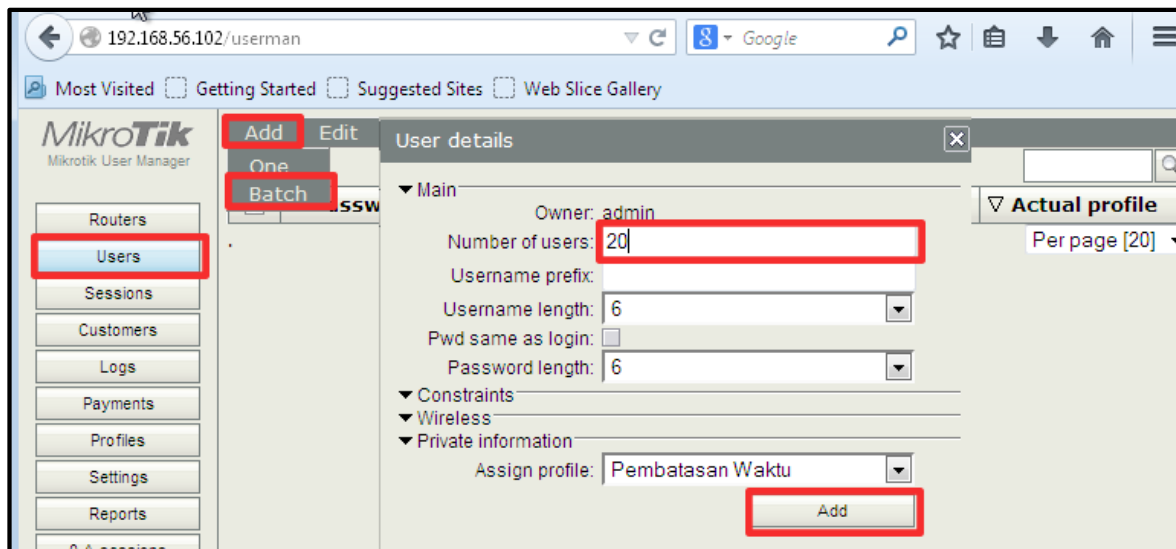 192.168.56.102/userman
Google
Most Visited Getting Started Suggested Sites Web Slice Gallery
MikroTik
Mikrotik User Manager
Routers
Users
Sessions
Customers
Logs
Payments
Profiles
Settings
Reports
Add Edit
One
Batch
User details
Main
Owner: admin
Number of users: 20
Username prefix:
Username length: 6
Pwd same as login:
Password length: 6
Constraints
Wireless
Private information
Assign profile: Pembatasan Waktu
Add
Actual profile
Per page [20]